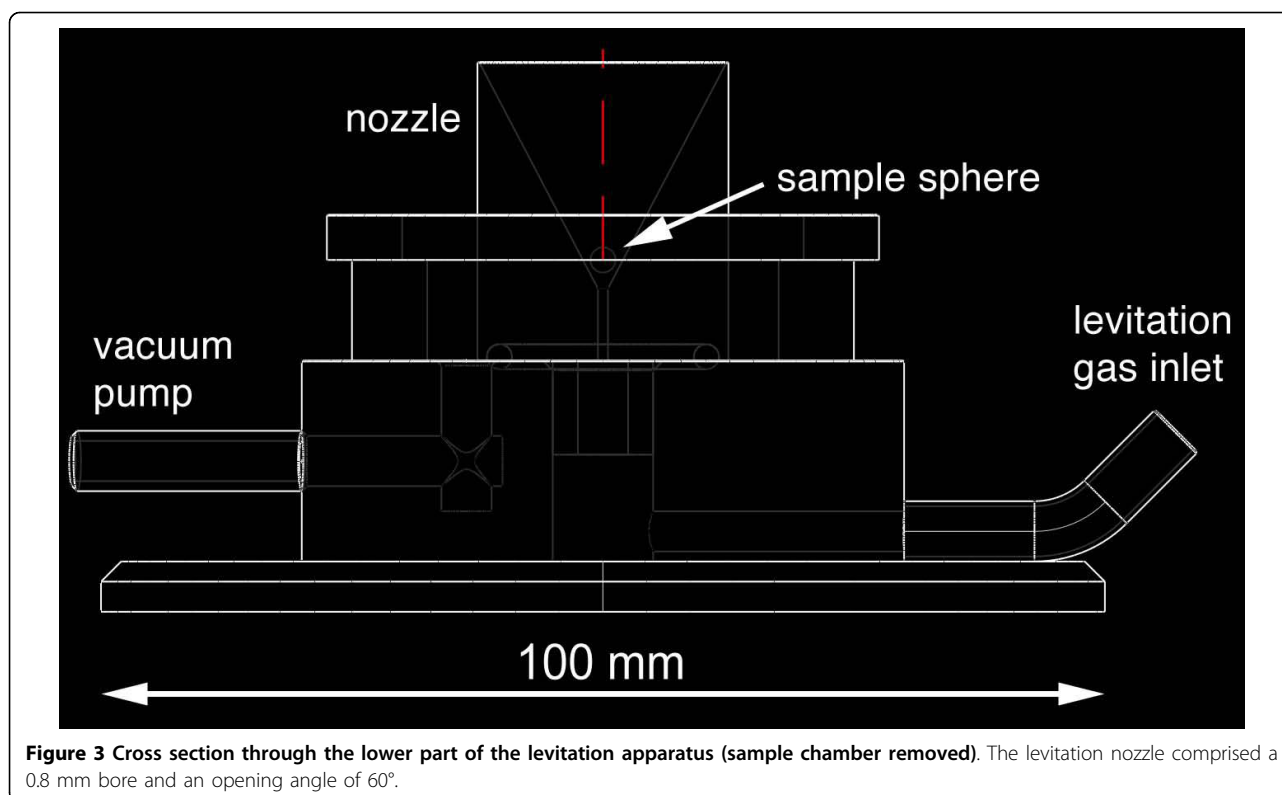 nozzle
sample sphere
vacuum
pump
levitation
gas inlet
100 mm
Figure 3 Cross section through the lower part of the levitation apparatus (sample chamber removed). The levitation nozzle comprised a
0.8 mm bore and an opening angle of 60°.